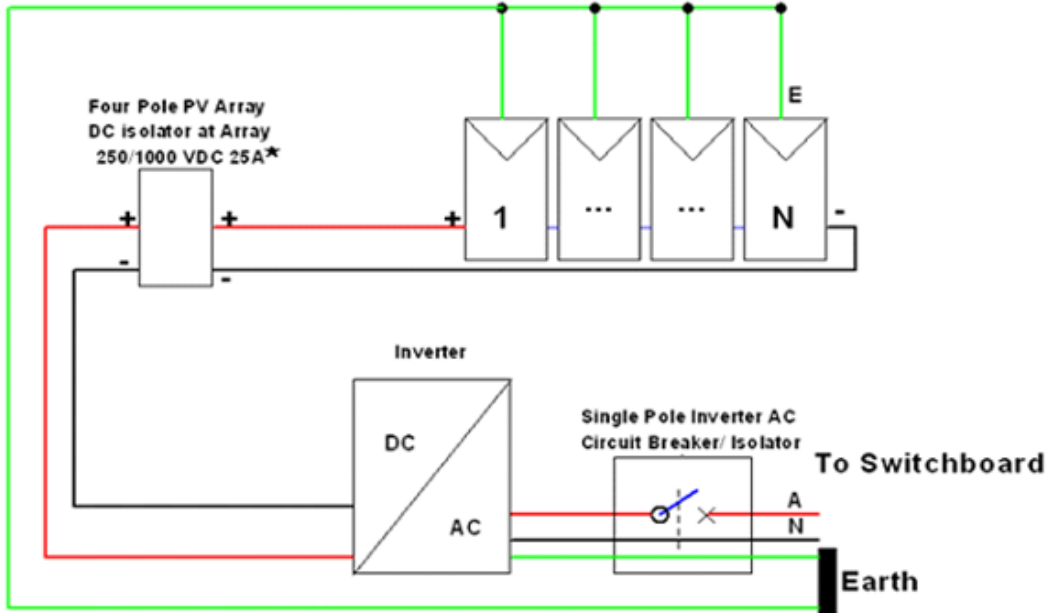 E
Four Pole PV Array
DC isolator at Array
250/1000 VDC 25A★
+ + + 1 ... ... N -
- -
Inverter
DC
AC
Single Pole Inverter AC
Circuit Breaker/ Isolator
To Switchboard
A
N
Earth